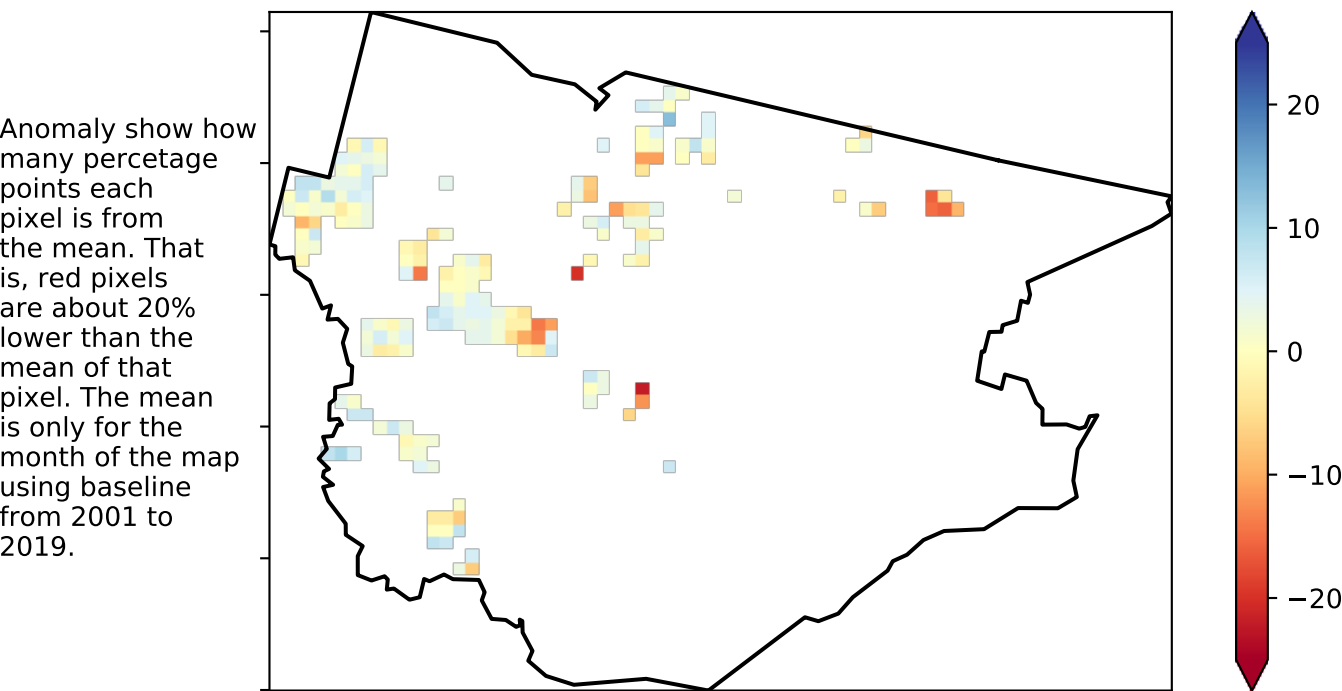 Anomaly show how
many percetage
points each
pixel is from
the mean. That
is, red pixels
are about 20%
lower than the
mean of that
pixel. The mean
is only for the
month of the map
using baseline
from 2001 to
2019.
20
10
0
−10
−20